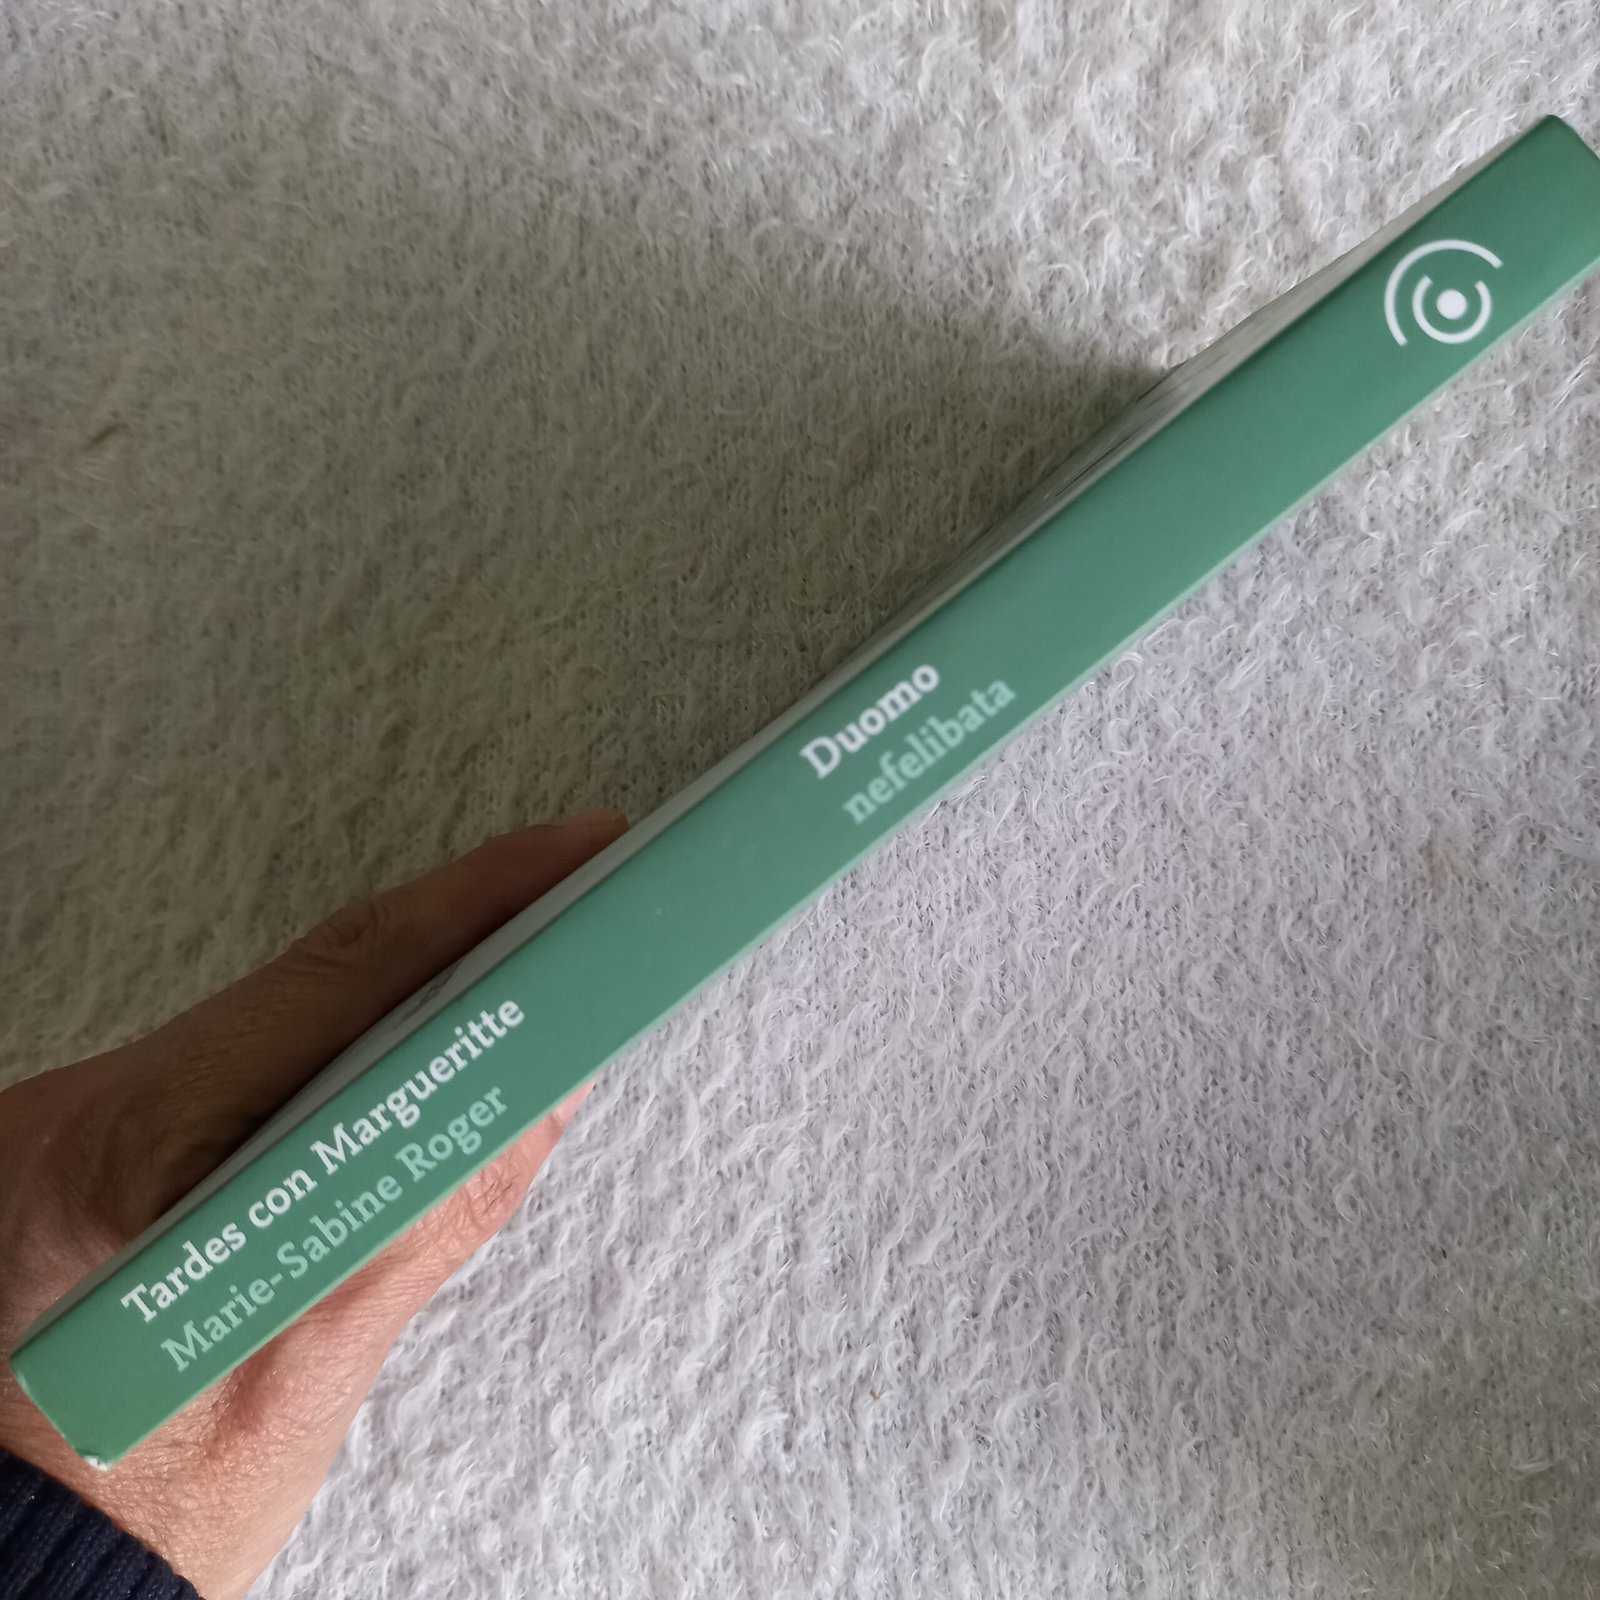 Tardes con Margueritte
Marie-Sabine Roger
Duomo
nefelibata